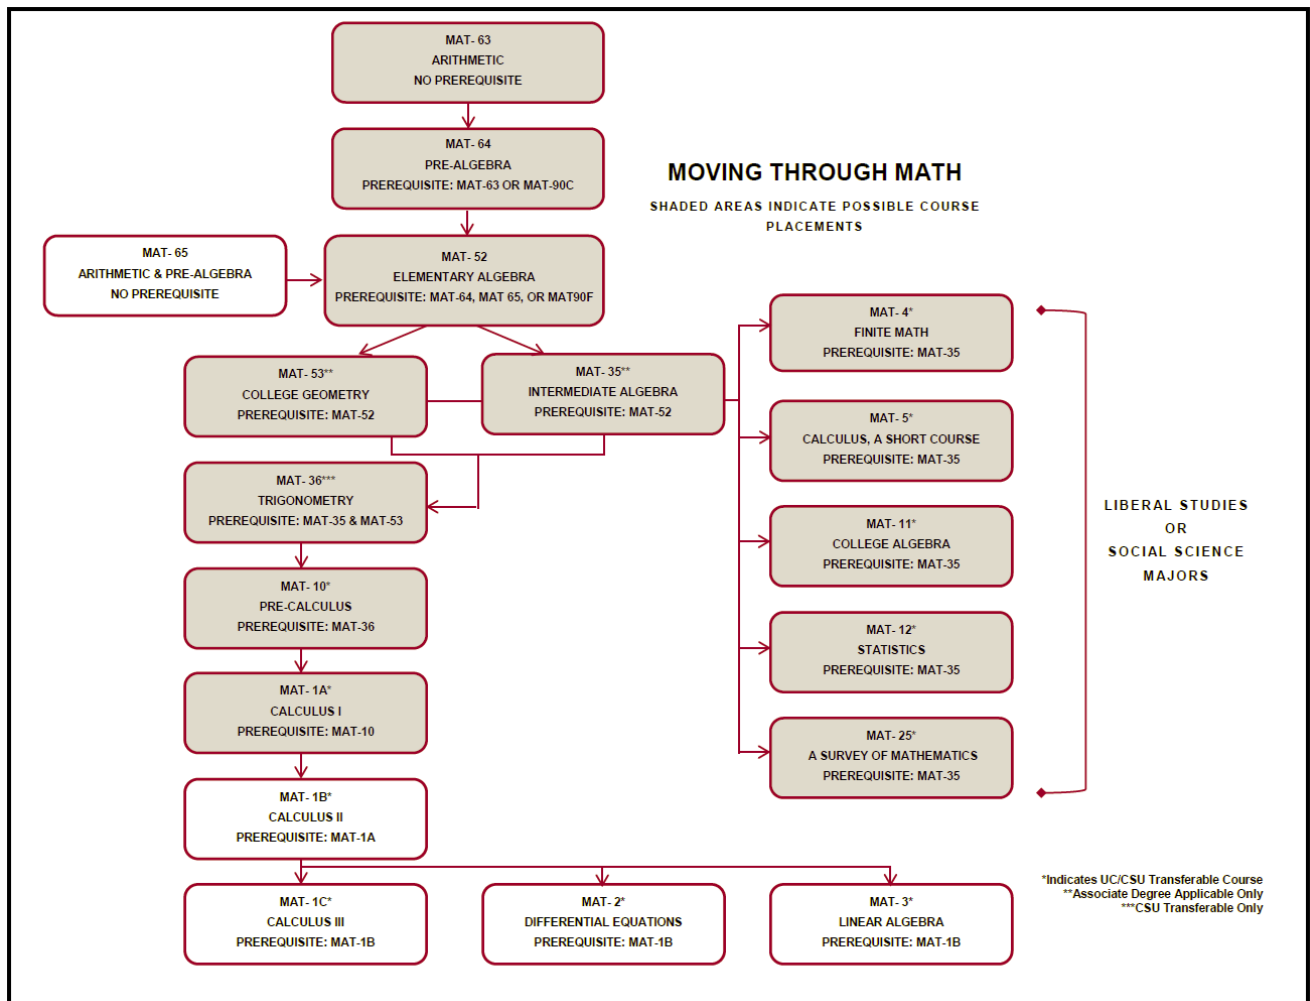 MAT- 63
ARITHMETIC
NO PREREQUISITE
MAT- 64
PRE-ALGEBRA
PREREQUISITE: MAT-63 OR MAT-90C
MOVING THROUGH MATH
SHADED AREAS INDICATE POSSIBLE COURSE
PLACEMENTS
MAT- 65
ARITHMETIC & PRE-ALGEBRA
NO PREREQUISITE
MAT- 52
ELEMENTARY ALGEBRA
PREREQUISITE: MAT-64, MAT 65, OR MAT90F
MAT- 53**
COLLEGE GEOMETRY
PREREQUISITE: MAT-52
MAT- 35**
INTERMEDIATE ALGEBRA
PREREQUISITE: MAT-52
MAT- 36***
TRIGONOMETRY
PREREQUISITE: MAT-35 & MAT-53
MAT- 10*
PRE-CALCULUS
PREREQUISITE: MAT-36
MAT- 1A*
CALCULUS I
PREREQUISITE: MAT-10
MAT- 1B*
CALCULUS II
PREREQUISITE: MAT-1A
MAT- 1C*
CALCULUS III
PREREQUISITE: MAT-1B
MAT- 2*
DIFFERENTIAL EQUATIONS
PREREQUISITE: MAT-1B
MAT- 3*
LINEAR ALGEBRA
PREREQUISITE: MAT-1B
MAT- 4*
FINITE MATH
PREREQUISITE: MAT-35
MAT- 5*
CALCULUS, A SHORT COURSE
PREREQUISITE: MAT-35
MAT- 11*
COLLEGE ALGEBRA
PREREQUISITE: MAT-35
MAT- 12*
STATISTICS
PREREQUISITE: MAT-35
MAT- 25*
A SURVEY OF MATHEMATICS
PREREQUISITE: MAT-35
LIBERAL STUDIES
OR
SOCIAL SCIENCE
MAJORS
*Indicates UC/CSU Transferable Course
**Associate Degree Applicable Only
***CSU Transferable Only